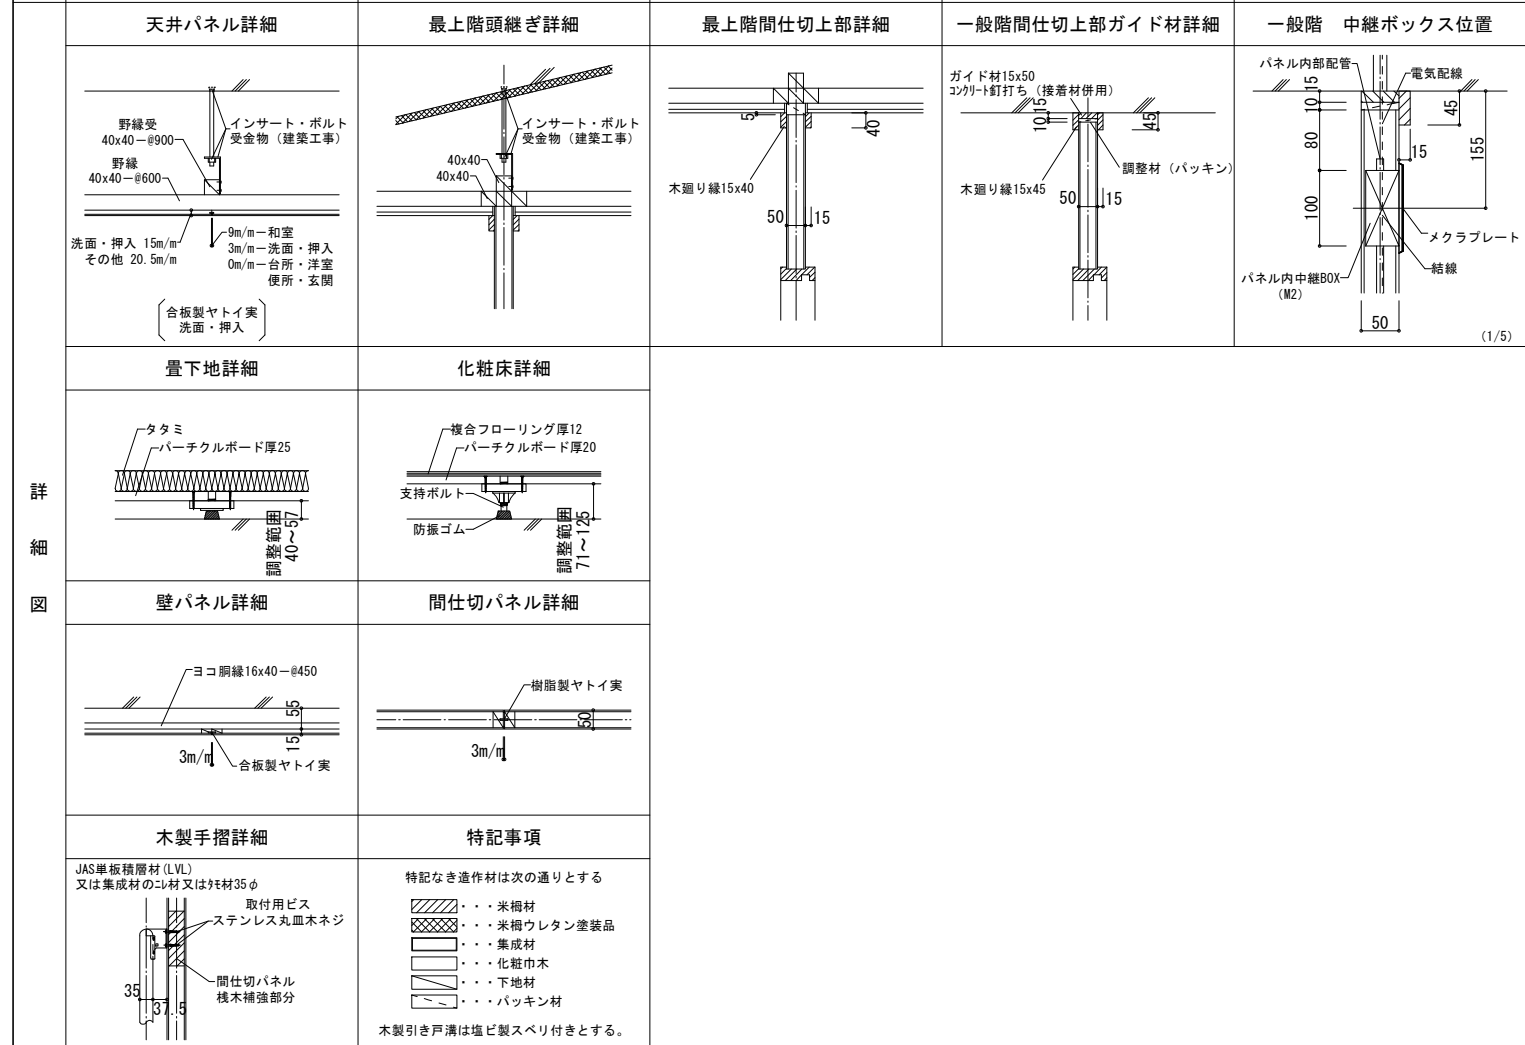 詳細図
天井パネル詳細
野縁受
40x40ー@900
野縁
40x40ー@600
インサート・ボルト
受金物（建築工事）
洗面・押入 15m/m
その他 20.5m/m
9m/mー和室
3m/mー洗面・押入
0m/mー台所・洋室
便所・玄関
合板製ヤトイ実
洗面・押入
最上階頭継ぎ詳細
インサート・ボルト
受金物（建築工事）
40x40
40x40
最上階間仕切上部詳細
5
40
木廻り縁15x40
50
15
一般階間仕切上部ガイド材詳細
ガイド材15x50
ｺﾝｸﾘｰﾄ釘打ち（接着材併用）
15
10
45
調整材（パッキン）
木廻り縁15x45
50
15
一般階　中継ボックス位置
パネル内部配管
電気配線
15
10
80
100
45
15
155
メクラプレート
結線
パネル内中継BOX
(M2)
50
(1/5)
畳下地詳細
タタミ
パーチクルボード厚25
調整範囲
40～57
化粧床詳細
複合フローリング厚12
パーチクルボード厚20
支持ボルト
防振ゴム
調整範囲
71～125
壁パネル詳細
ヨコ胴縁16x40ー@450
55
15
3m/m
合板製ヤトイ実
間仕切パネル詳細
樹脂製ヤトイ実
50
3m/m
木製手摺詳細
JAS単板積層材(LVL)
又は集成材のﾆﾚ材又はﾀﾓ材35φ
取付用ビス
ステンレス丸皿木ネジ
間仕切パネル
桟木補強部分
35
37.5
特記事項
特記なき造作材は次の通りとする
・・・米栂材
・・・米栂ウレタン塗装品
・・・集成材
・・・化粧巾木
・・・下地材
・・・パッキン材
木製引き戸溝は塩ビ製スベリ付きとする。